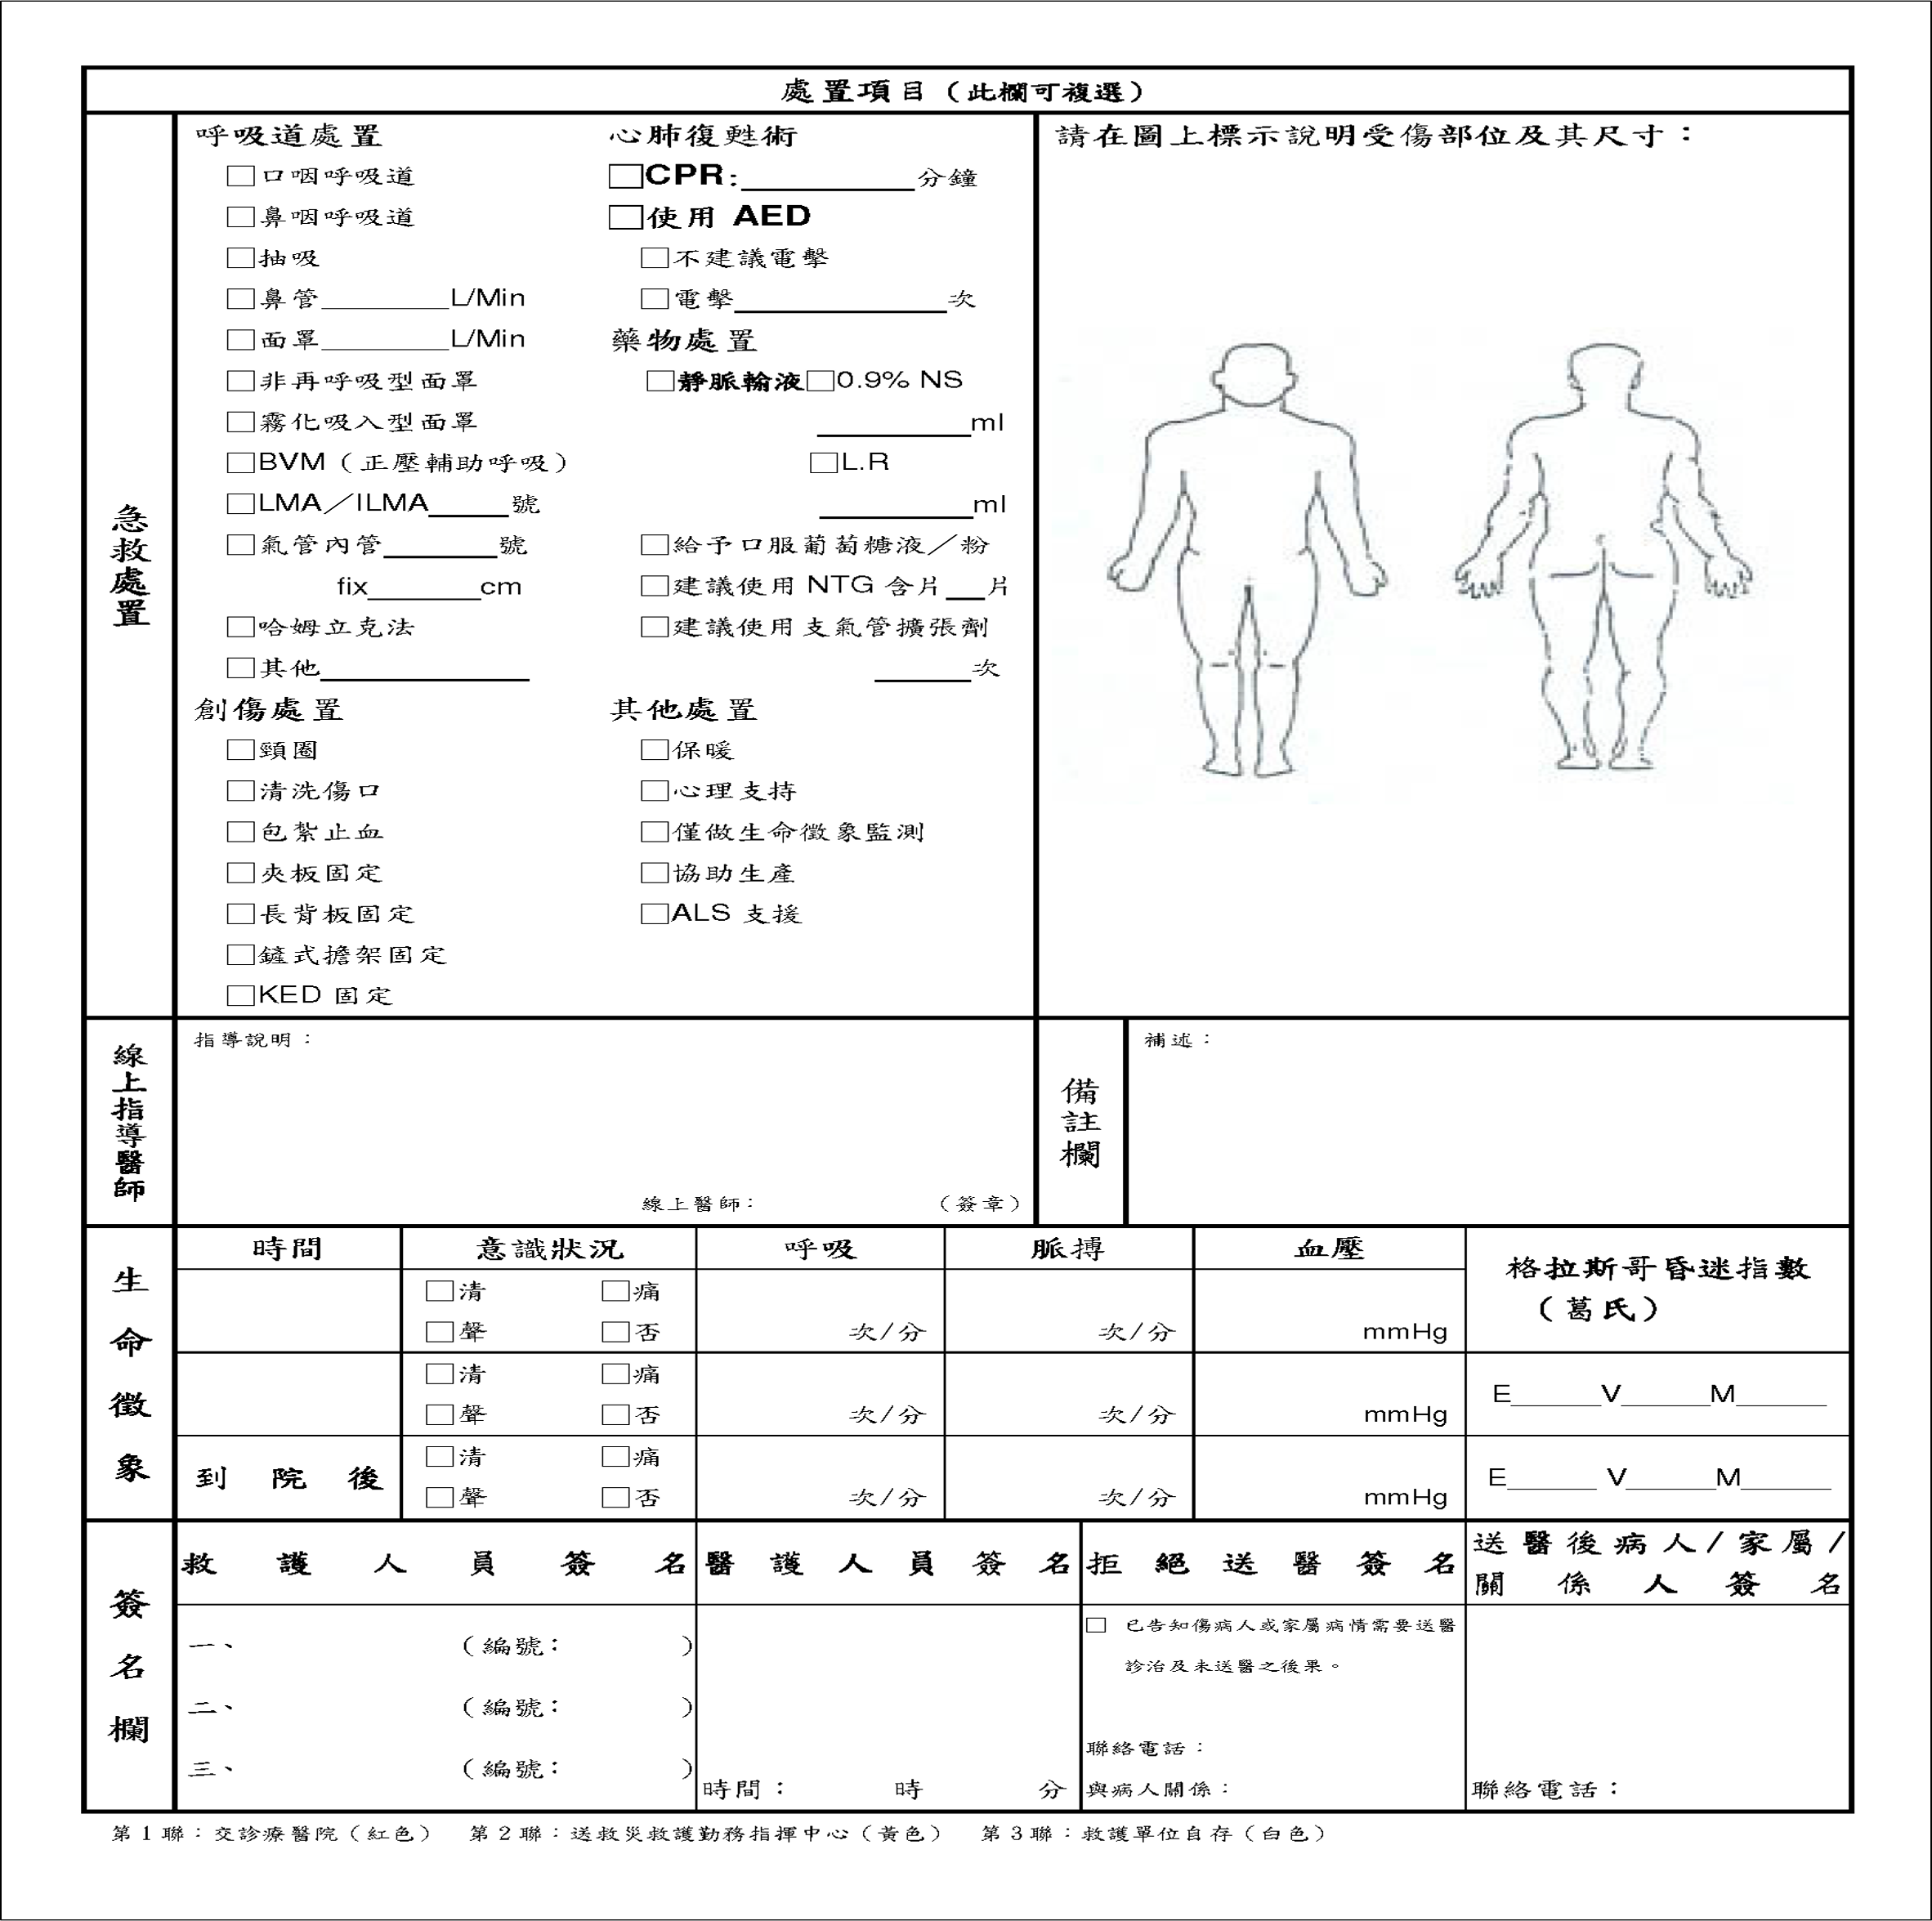 處置項目（此欄可複選）
急救處置
呼吸道處置
□口咽呼吸道
□鼻咽呼吸道
□抽吸
□鼻管________L/Min
□面罩________L/Min
□非再呼吸型面罩
□霧化吸入型面罩
□BVM（正壓輔助呼吸）
□LMA／ILMA_____號
□氣管內管_______號
fix_______cm
□哈姆立克法
□其他_____________
創傷處置
□頸圈
□清洗傷口
□包紮止血
□夾板固定
□長背板固定
□鏟式擔架固定
□KED 固定
心肺復甦術
□CPR:___________分鐘
□使用 AED
□不建議電擊
□電擊_____________次
藥物處置
□靜脈輸液□0.9% NS
_________ml
□L.R
_________ml
□給予口服葡萄糖液／粉
□建議使用 NTG 含片__片
□建議使用支氣管擴張劑
______次
其他處置
□保暖
□心理支持
□僅做生命徵象監測
□協助生產
□ALS 支援
請在圖上標示說明受傷部位及其尺寸：
線上指導醫師
指導說明：
線上醫師：　　　（簽章）
備註欄
補述：
生命徵象
時間　意識狀況　呼吸　脈搏　血壓　格拉斯哥昏迷指數
（葛氏）
□清　□痛
□聲　□否　次/分　次/分　mmHg
□清　□痛
□聲　□否　次/分　次/分　mmHg　E______V______M______
到院後　□清　□痛
□聲　□否　次/分　次/分　mmHg　E______ V______M______
簽名欄
救護人員簽名
一、（編號：　　）
二、（編號：　　）
三、（編號：　　）
醫護人員簽名
時間：　　時　　分
拒絕送醫簽名
□ 已告知傷病人或家屬病情需要送醫
診治及未送醫之後果。
聯絡電話：
與病人關係：
送醫後病人/家屬/
關係人簽名
聯絡電話：
第1聯：交診療醫院（紅色）　第2聯：送救災救護勤務指揮中心（黃色）　第3聯：救護單位自存（白色）